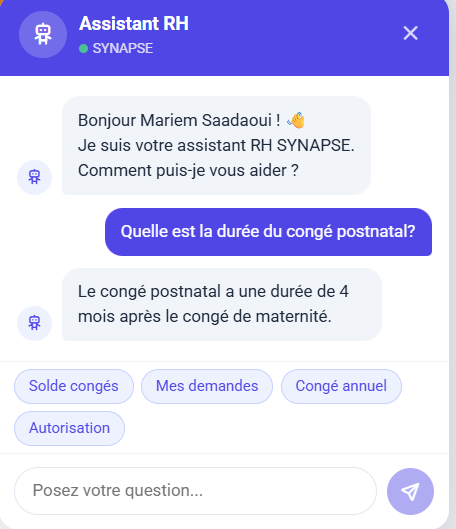 Assistant RH
SYNAPSE
Bonjour Mariem Saadaoui ! 👋
Je suis votre assistant RH SYNAPSE.
Comment puis-je vous aider ?
Quelle est la durée du congé postnatal?
Le congé postnatal a une durée de 4
mois après le congé de maternité.
Solde congés
Mes demandes
Congé annuel
Autorisation
Posez votre question...